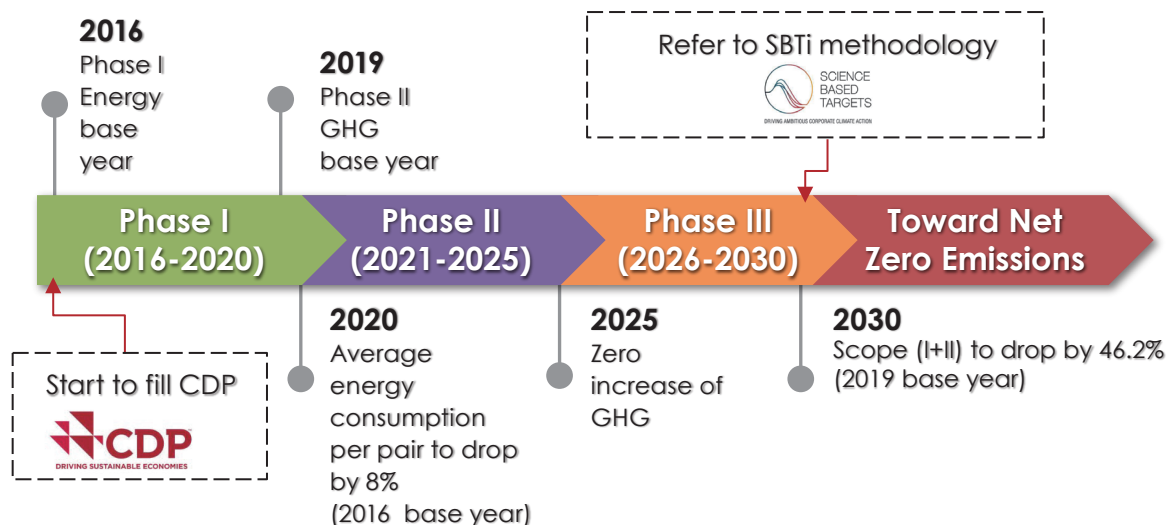 2016
Phase I
Energy
base
year
2019
Phase II
GHG
base year
Refer to SBTi methodology
SCIENCE
BASED
TARGETS
DRIVING AMBITIOUS CORPORATE CLIMATE ACTION
Phase I
(2016-2020)
Phase II
(2021-2025)
Phase III
(2026-2030)
Toward Net
Zero Emissions
Start to fill CDP
CDP
DRIVING SUSTAINABLE ECONOMIES
2020
Average
energy
consumption
per pair to drop
by 8%
(2016 base year)
2025
Zero
increase of
GHG
2030
Scope (I+II) to drop by 46.2%
(2019 base year)